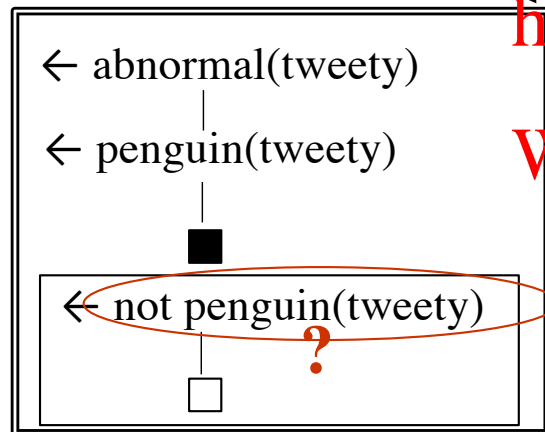 h
← abnormal(tweety)
← penguin(tweety)
← not penguin(tweety)
?